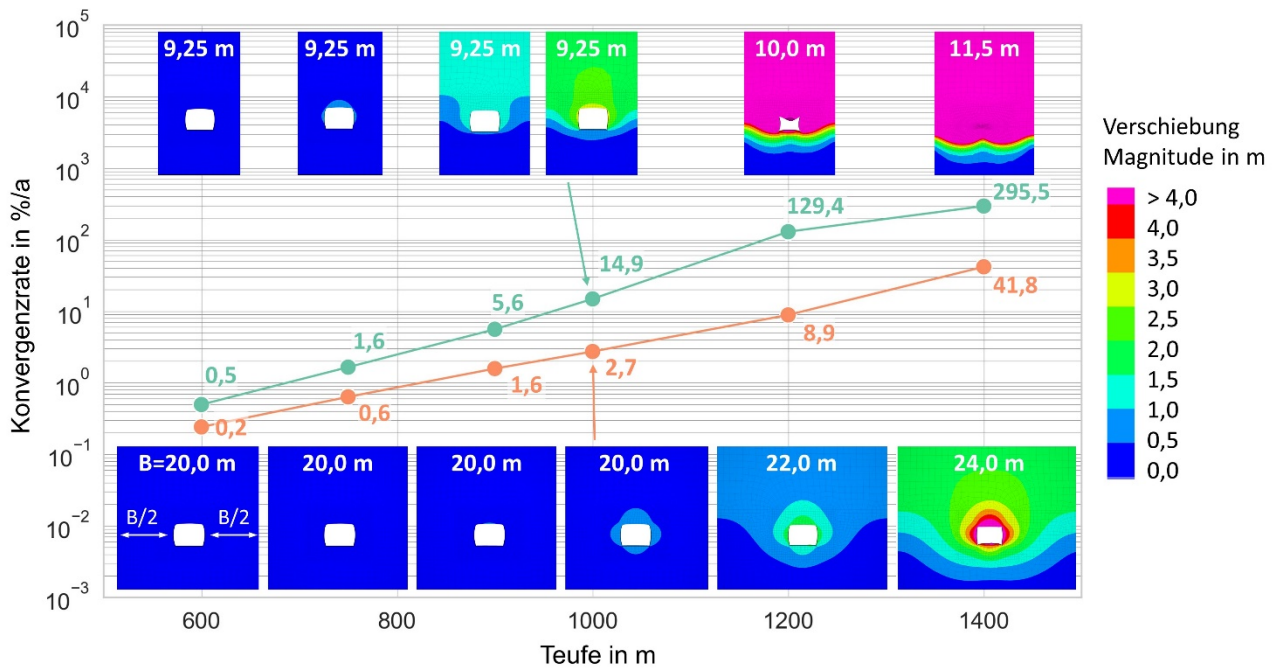 10⁵
10⁴
10³
10²
10¹
10⁰
10⁻¹
10⁻²
10⁻³
Konvergenzrate in %/a
9,25 m
9,25 m
9,25 m
9,25 m
10,0 m
11,5 m
0,5
1,6
5,6
14,9
129,4
295,5
0,2
0,6
1,6
2,7
8,9
41,8
B=20,0 m
20,0 m
20,0 m
20,0 m
22,0 m
24,0 m
B/2
B/2
600
800
1000
1200
1400
Teufe in m
Verschiebung
Magnitude in m
> 4,0
4,0
3,5
3,0
2,5
2,0
1,5
1,0
0,5
0,0